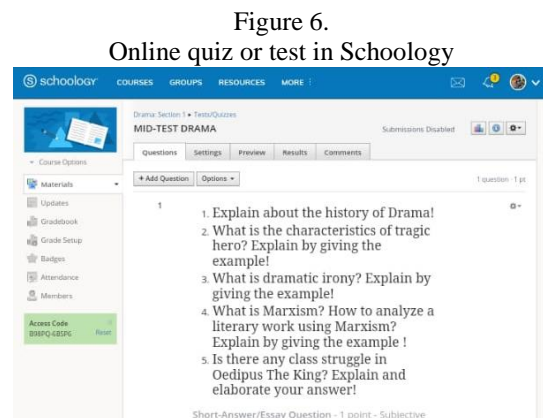 Figure 6.
Online quiz or test in Schoology
schoology COURSES GROUPS RESOURCES MORE
Drama: Section 1 ▸ Tests/Quizzes
MID-TEST DRAMA
Submissions Disabled
Course Options
Questions Settings Preview Results Comments
Materials
+ Add Question Options
1 question · 1 pt
Updates
Gradebook
Grade Setup
Badges
Attendance
Members
Access Code
Reset
1
1. Explain about the history of Drama!
2. What is the characteristics of tragic
hero? Explain by giving the
example!
3. What is dramatic irony? Explain by
giving the example!
4. What is Marxism? How to analyze a
literary work using Marxism?
Explain by giving the example !
5. Is there any class struggle in
Oedipus The King? Explain and
elaborate your answer!
Short-Answer/Essay Question - 1 point - Subjective